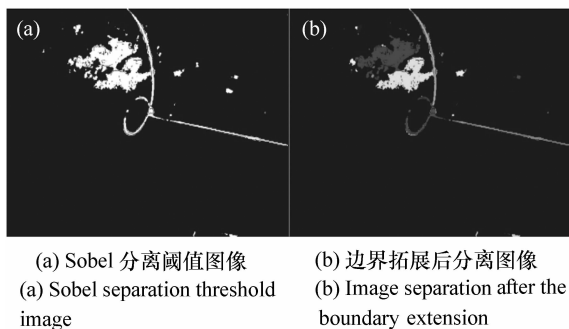 (a)
(b)
(a) Sobel 分离阈值图像
(a) Sobel separation threshold
image
(b) 边界拓展后分离图像
(b) Image separation after the
boundary extension